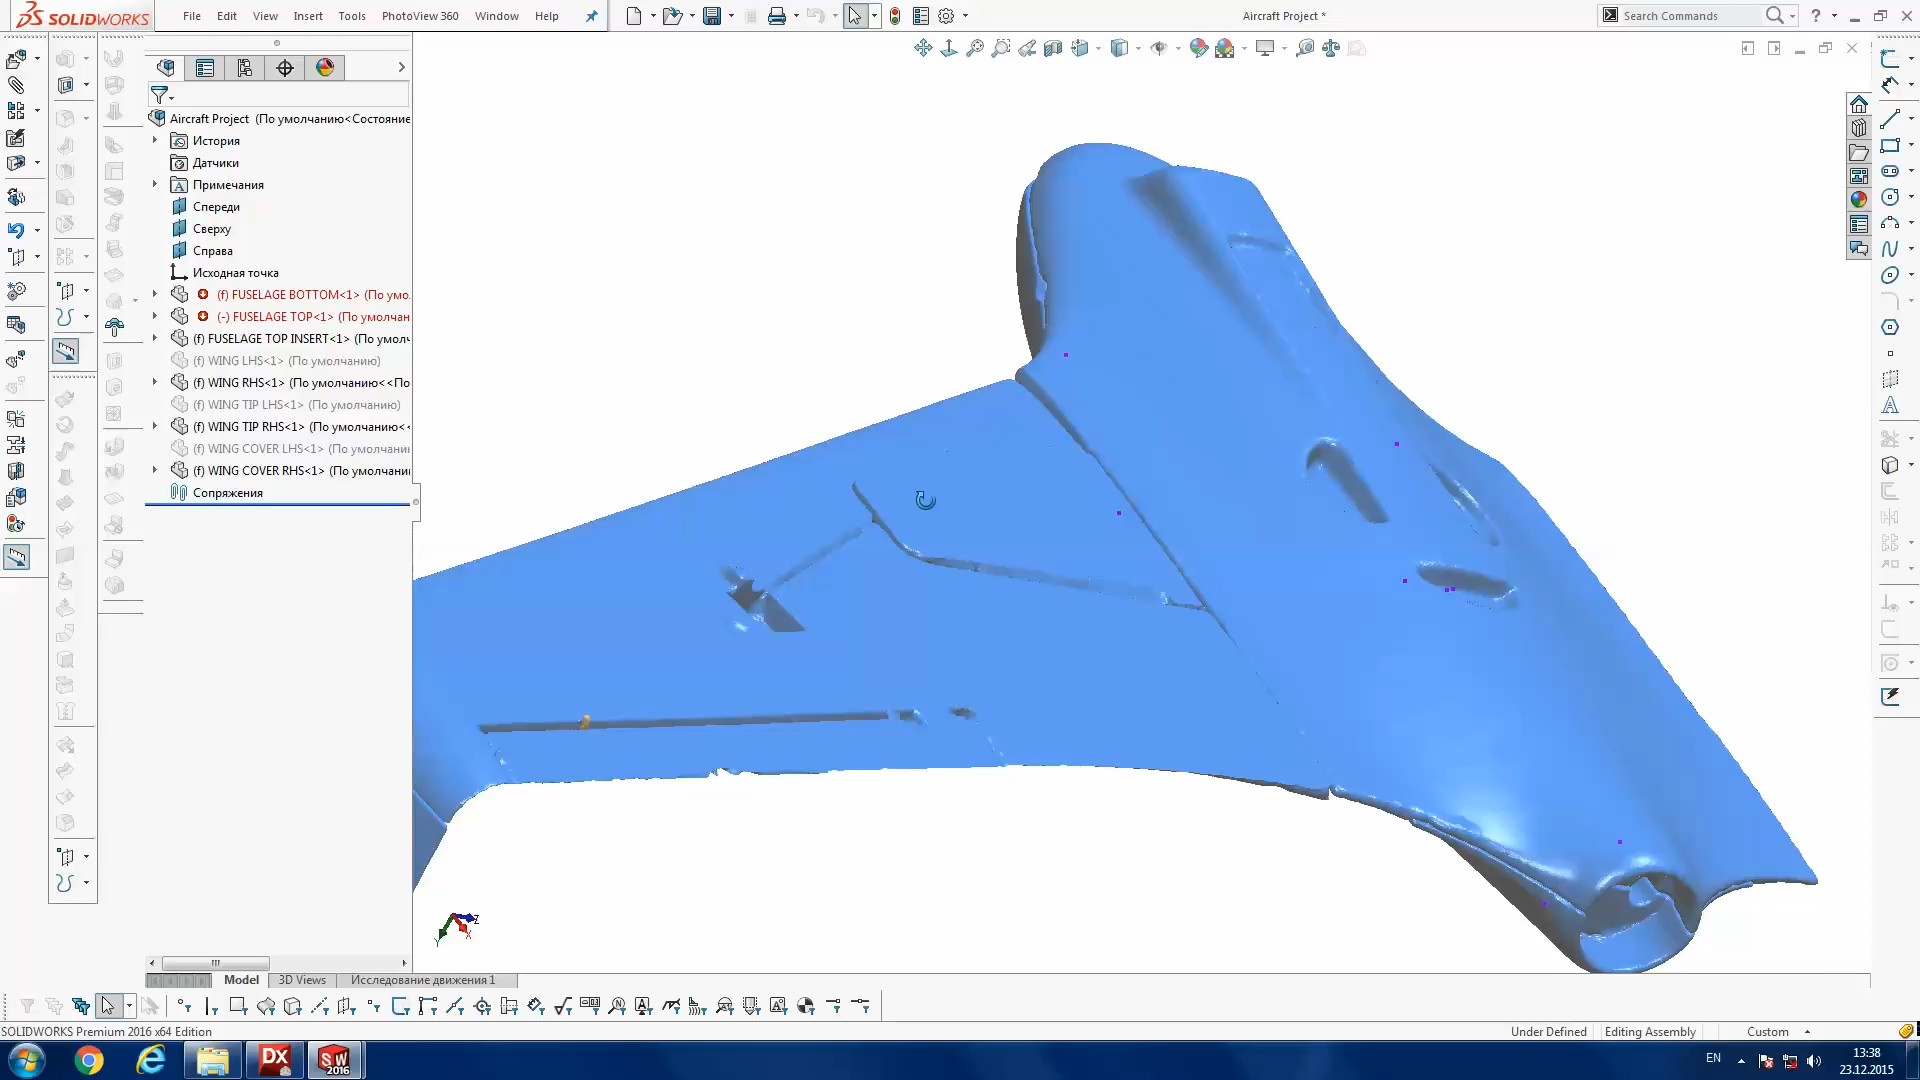 SOLIDWORKS File Edit View Insert Tools PhotoView 360 Window Help Aircraft Project * Search Commands
Aircraft Project (По умолчанию<Состояние
История
Датчики
Примечания
Спереди
Сверху
Справа
Исходная точка
(f) FUSELAGE BOTTOM<1> (По умо
(-) FUSELAGE TOP<1> (По умолчан
(f) FUSELAGE TOP INSERT<1> (По умол
(f) WING LHS<1> (По умолчанию)
(f) WING RHS<1> (По умолчанию<<По
(f) WING TIP LHS<1> (По умолчанию)
(f) WING TIP RHS<1> (По умолчанию<
(f) WING COVER LHS<1> (По умолчани
(f) WING COVER RHS<1> (По умолчани
Сопряжения
Z
X
Y
Model 3D Views Исследование движения 1
SOLIDWORKS Premium 2016 x64 Edition Under Defined Editing Assembly Custom
DX SW 2016 EN 13:38
23.12.2015